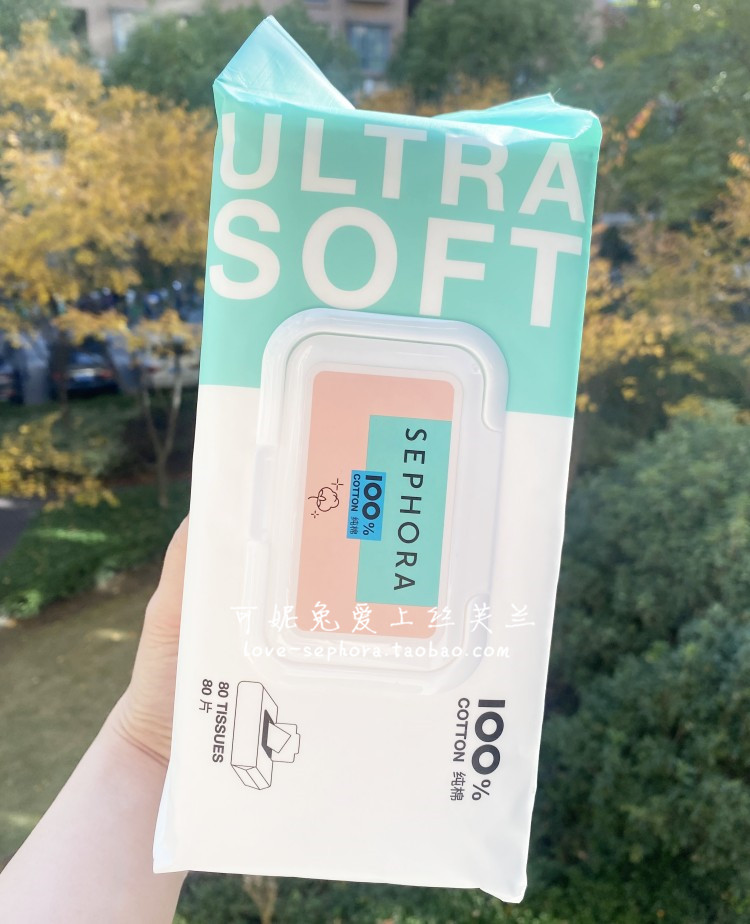 ULTRA
SOFT
SEPHORA
100%
COTTON 纯棉
可妮兔爱上丝芙兰
love-sephora.taobao.com
100%
COTTON 纯棉
80 TISSUES
80 片